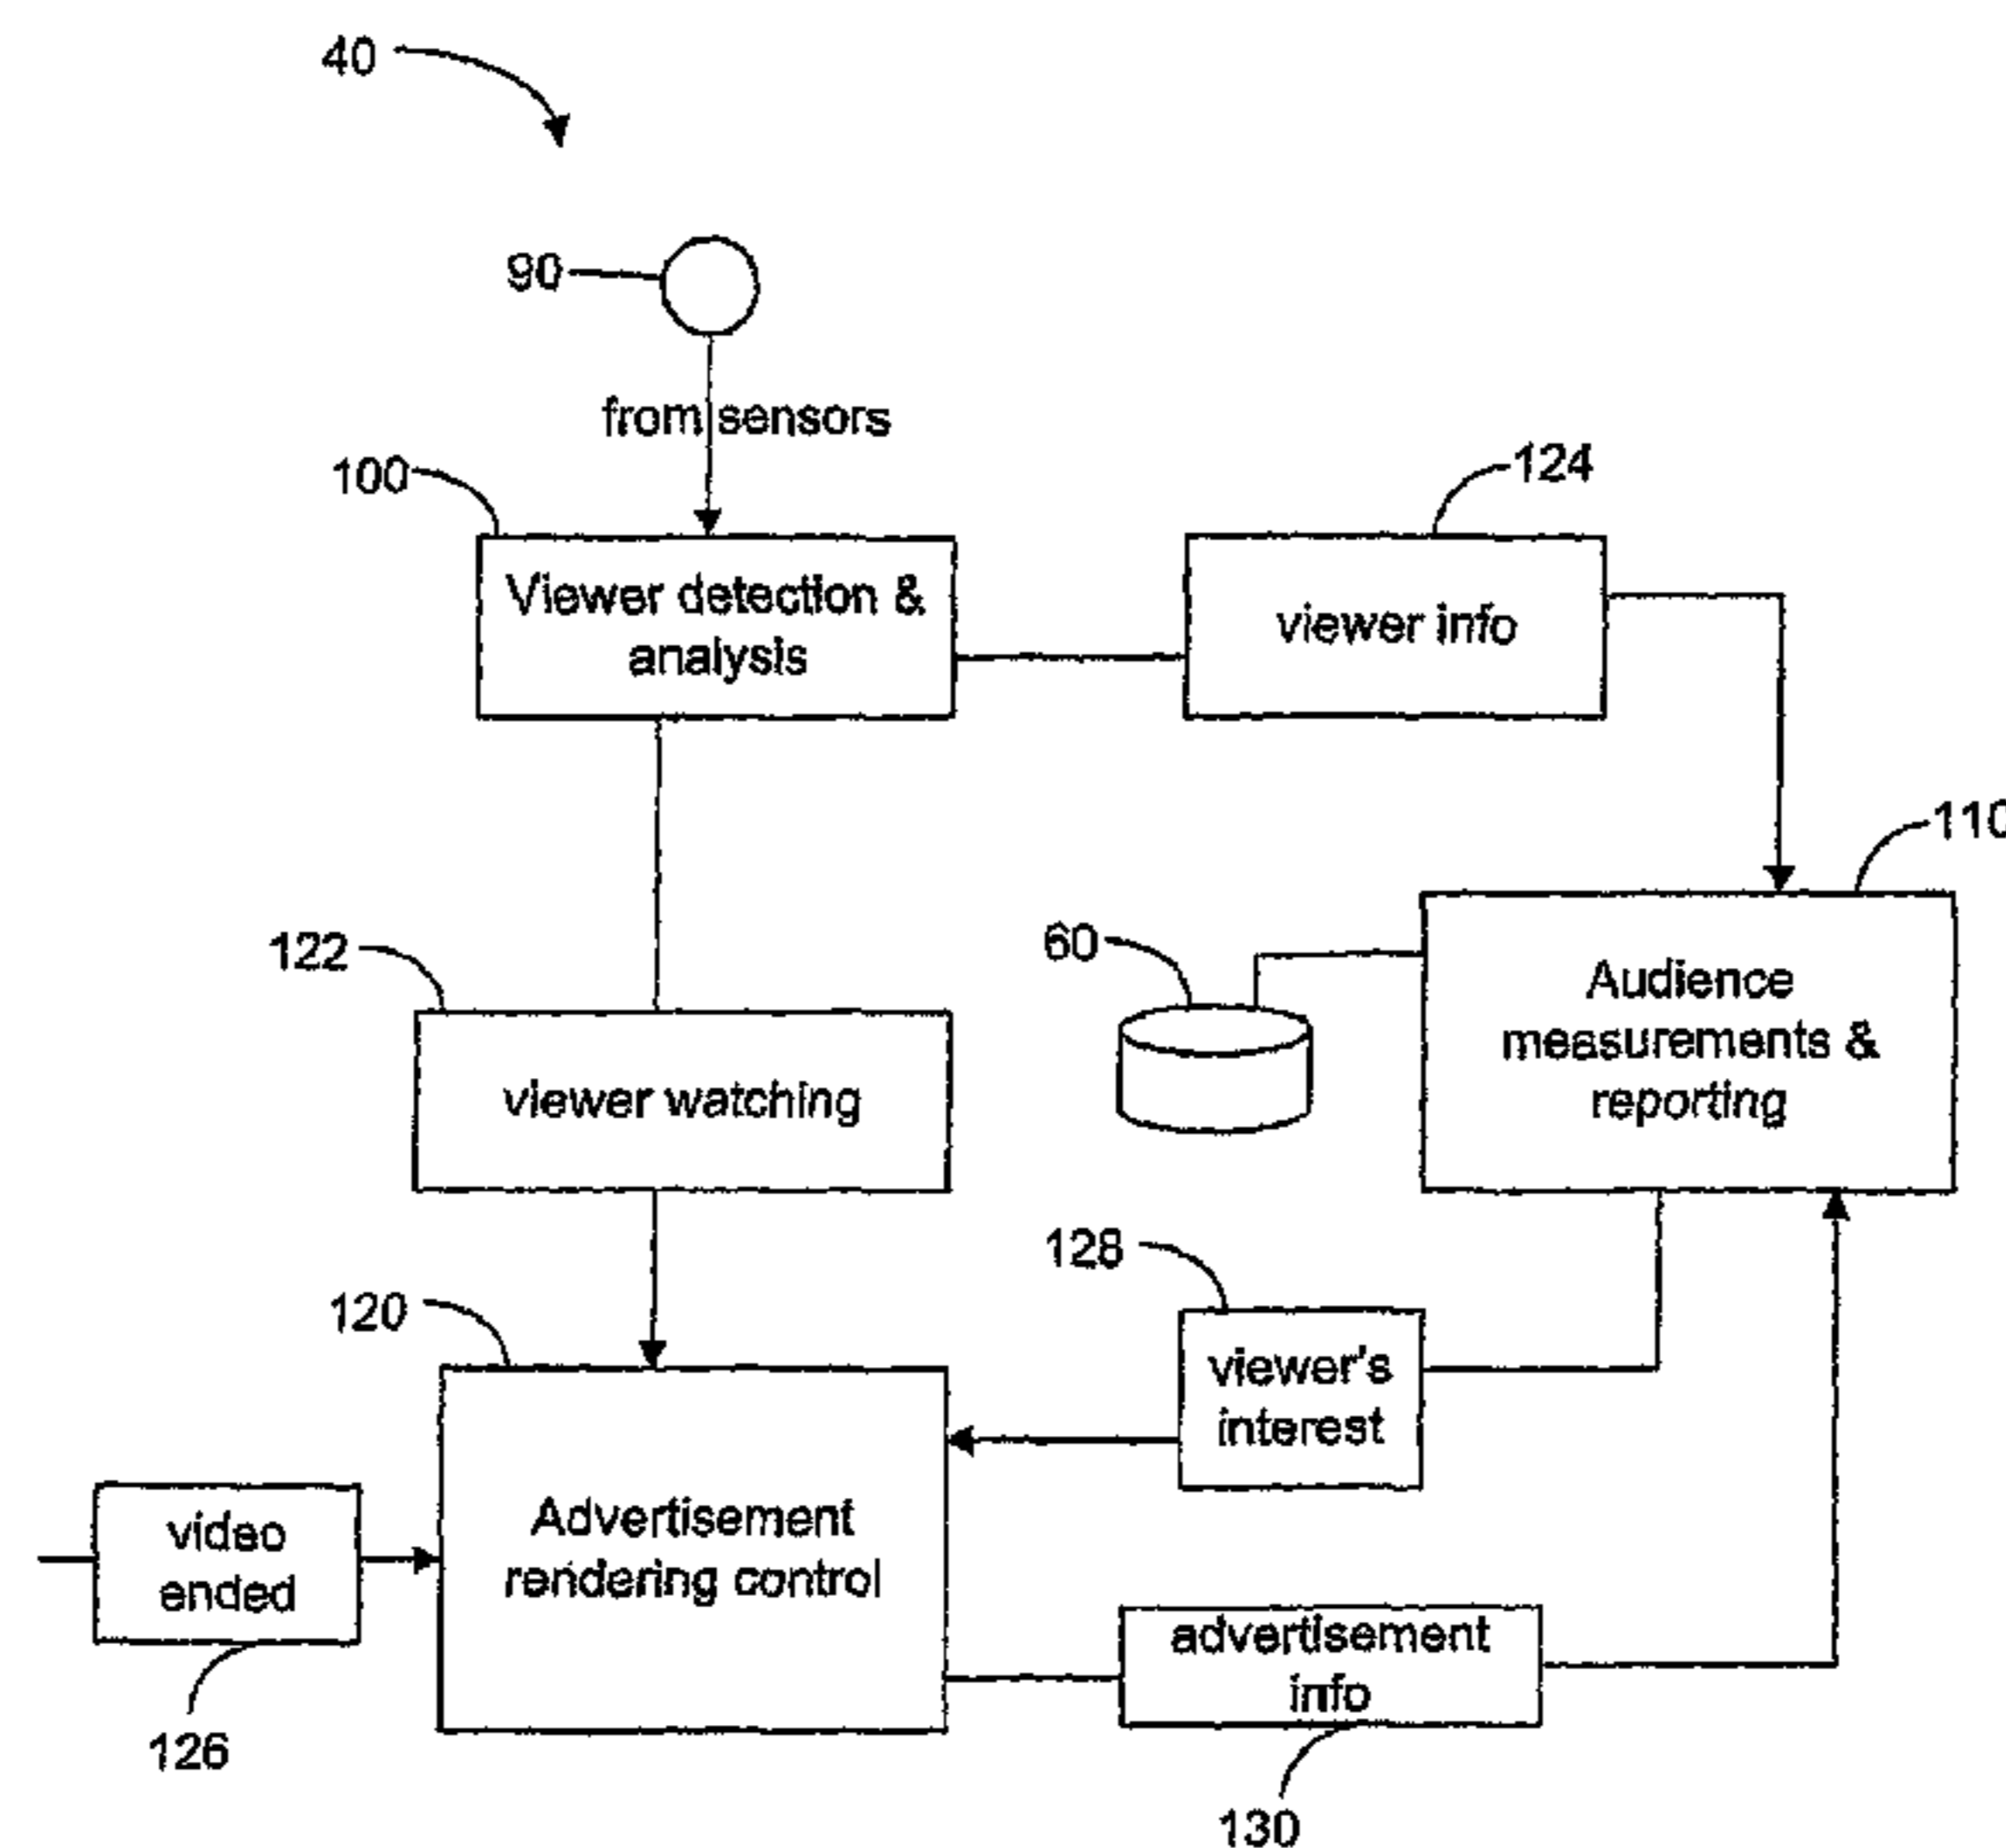 40
90
from sensors
100
124
Viewer detection &
analysis
viewer info
110
122
60
Audience
measurements &
reporting
viewer watching
128
120
viewer's
interest
video
ended
Advertisement
rendering control
advertisement
info
126
130